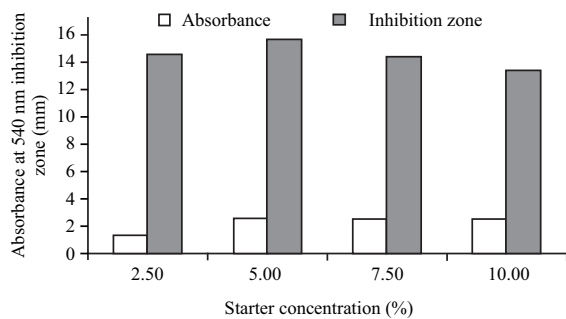 Absorbance
Inhibition zone
Absorbance at 540 nm inhibition
zone (mm)
16
14
12
10
8
6
4
2
0
2.50
5.00
7.50
10.00
Starter concentration (%)